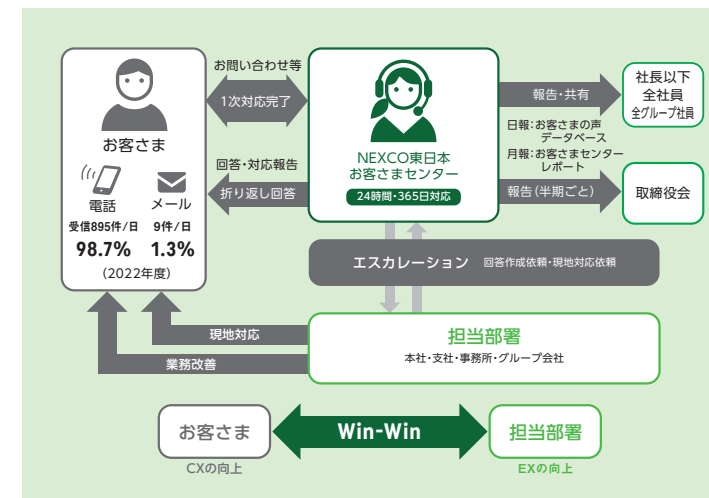 お客さま
電話
受信895件/日
98.7%
メール
9件/日
1.3%
(2022年度)
お問い合わせ等
1次対応完了
回答・対応報告
折り返し回答
NEXCO東日本
お客さまセンター
24時間・365日対応
報告・共有
日報:お客さまの声
データベース
月報:お客さまセンター
レポート
報告(半期ごと)
社長以下
全社員
全グループ社員
取締役会
エスカレーション 回答作成依頼・現地対応依頼
現地対応
業務改善
担当部署
本社・支社・事務所・グループ会社
お客さま
CXの向上
Win-Win
担当部署
EXの向上